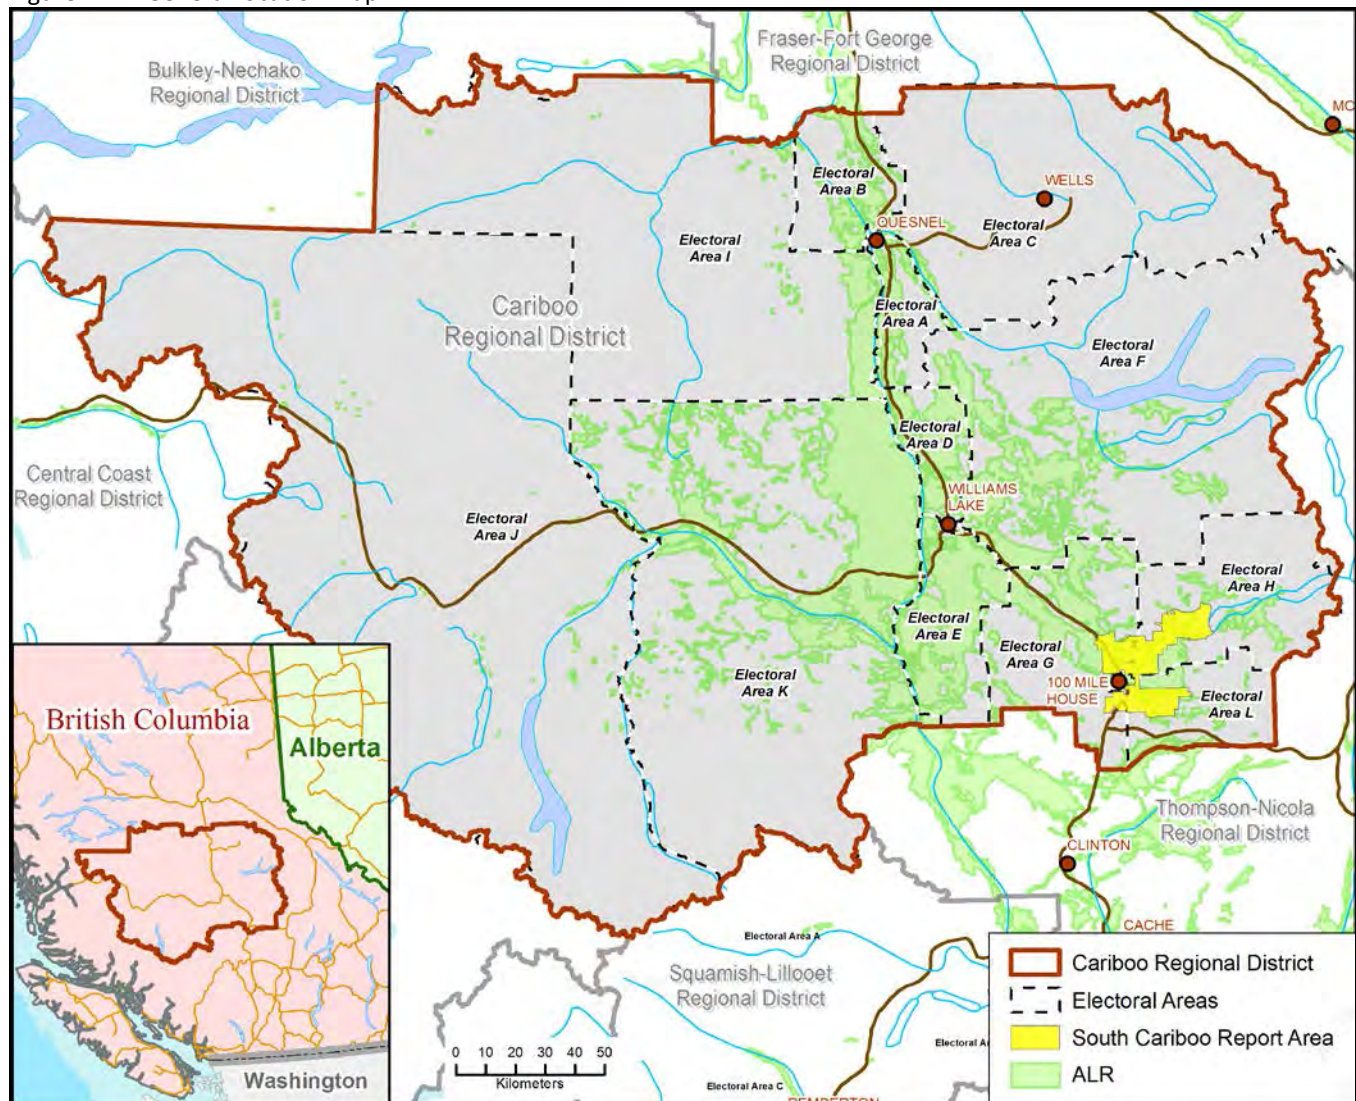 Fraser-Fort George
Regional District
Bulkley-Nechako
Regional District
MC
Electoral
Area B
WELLS
QUESNEL
Electoral
Area C
Electoral
Area I
Cariboo
Regional District
Electoral
Area A
Electoral
Area F
Electoral
Area D
Central Coast
Regional District
WILLIAMS
LAKE
Electoral
Area J
Electoral
Area H
Electoral
Area E
Electoral
Area G
Electoral
Area K
100 MILE
HOUSE
Electoral
Area L
British Columbia
Alberta
Thompson-Nicola
Regional District
CLINTON
CACHE
Electoral Area A
Squamish-Lillooet
Regional District
Cariboo Regional District
Electoral Areas
South Cariboo Report Area
ALR
0 10 20 30 40 50
Kilometers
Electoral A
Electoral Area C
Washington